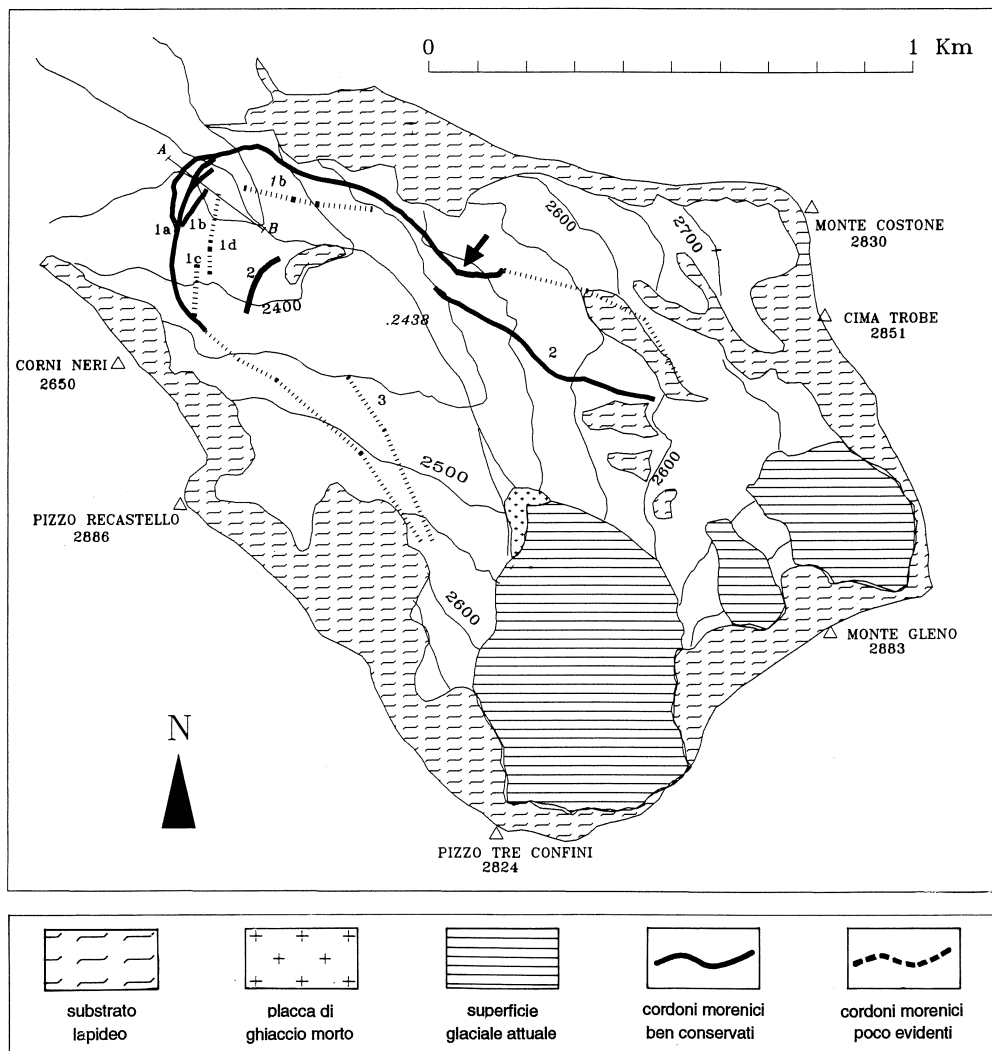 0 1 Km
A
1b
2600
2700
MONTE COSTONE
2830
1a
1b
B
1d
1c
2
2400
.2438
2
CIMA TROBE
2851
CORNI NERI
2650
3
2500
2600
PIZZO RECASTELLO
2886
2600
MONTE GLENO
2883
N
PIZZO TRE CONFINI
2824
substrato
lapideo
placca di
ghiaccio morto
superficie
glaciale attuale
cordoni morenici
ben conservati
cordoni morenici
poco evidenti